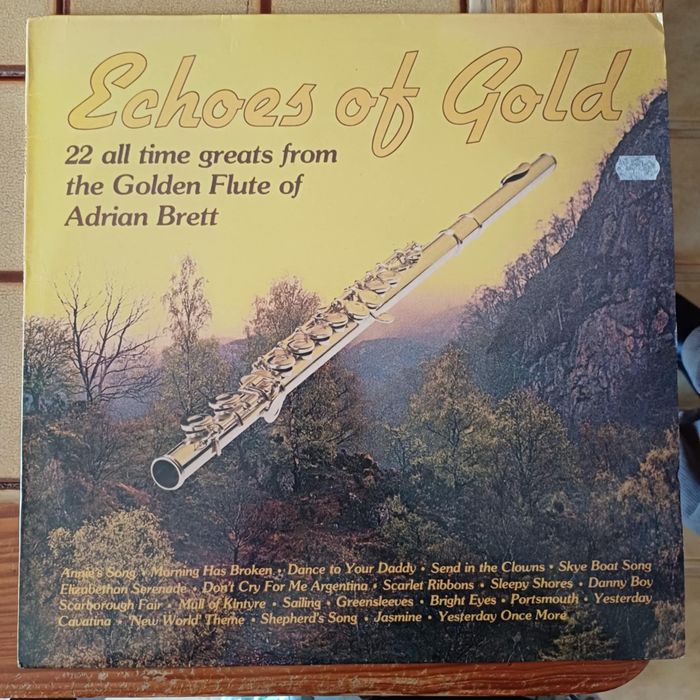 Echoes of Gold
22 all time greats from
the Golden Flute of
Adrian Brett
Annie's Song • Morning Has Broken • Dance to Your Daddy • Send in the Clowns • Skye Boat Song
Elizabethan Serenade • Don't Cry For Me Argentina • Scarlet Ribbons • Sleepy Shores • Danny Boy
Scarborough Fair • Mull of Kintyre • Sailing • Greensleeves • Bright Eyes • Portsmouth • Yesterday
Cavatina • 'New World' Theme • Shepherd's Song • Jasmine • Yesterday Once More